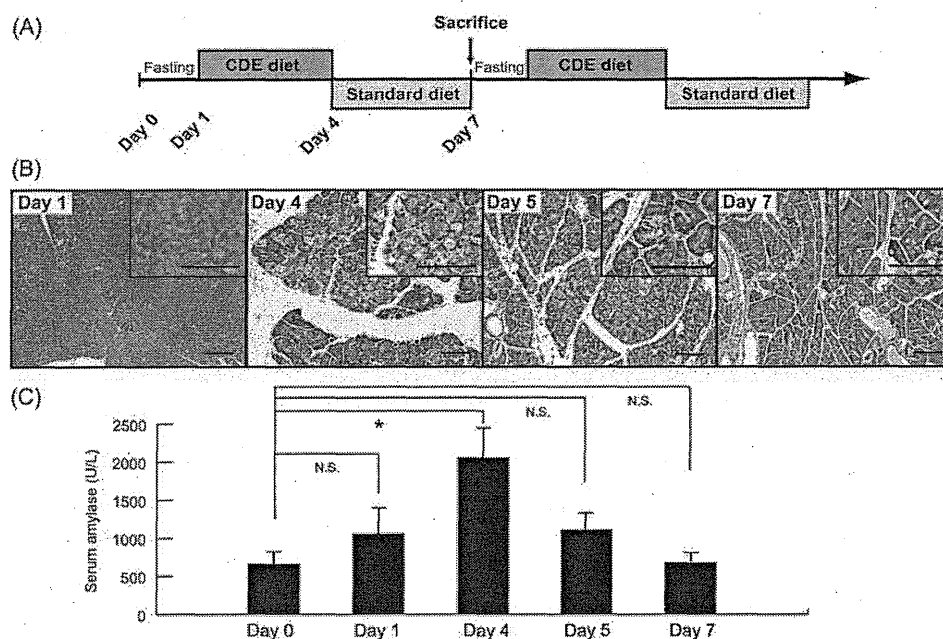 (A)
Sacrifice
Fasting
CDE diet
Fasting
CDE diet
Standard diet
Standard diet
Day 0
Day 1
Day 4
Day 7
(B)
Day 1
Day 4
Day 5
Day 7
(C)
N.S.
N.S.
*
N.S.
Serum amylase (U/L)
2500
2000
1500
1000
500
0
Day 0
Day 1
Day 4
Day 5
Day 7